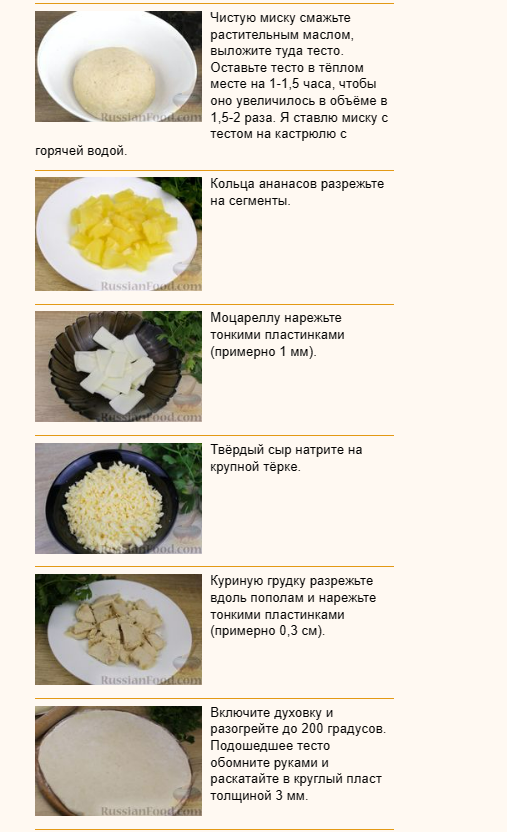 Чистую миску смажьте
растительным маслом,
выложите туда тесто.
Оставьте тесто в тёплом
месте на 1-1,5 часа, чтобы
оно увеличилось в объёме в
1,5-2 раза. Я ставлю миску с
тестом на кастрюлю с
горячей водой.
RussianFood.com
Кольца ананасов разрежьте
на сегменты.
RussianFood.com
Моцареллу нарежьте
тонкими пластинками
(примерно 1 мм).
RussianFood.com
Твёрдый сыр натрите на
крупной тёрке.
RussianFood.com
Куриную грудку разрежьте
вдоль пополам и нарежьте
тонкими пластинками
(примерно 0,3 см).
RussianFood.com
Включите духовку и
разогрейте до 200 градусов.
Подошедшее тесто
обомните руками и
раскатайте в круглый пласт
толщиной 3 мм.
RussianFood.com